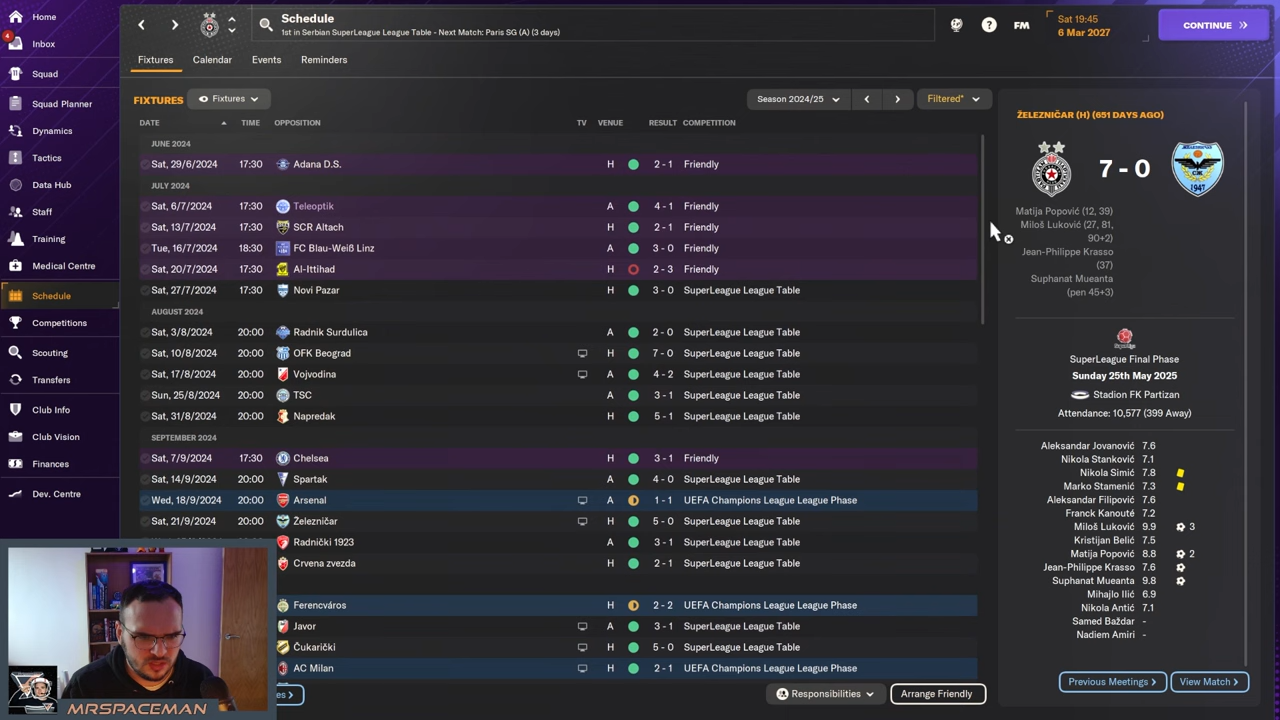 Home
Schedule
1st in Serbian SuperLeague League Table - Next Match: Paris SG (A) (3 days)
FM
Sat 19:45
6 Mar 2027
CONTINUE
4
Inbox
Squad
Squad Planner
Dynamics
Tactics
Data Hub
Staff
Training
Medical Centre
Schedule
Competitions
Scouting
Transfers
Club Info
Club Vision
Finances
Dev. Centre
Fixtures Calendar Events Reminders
FIXTURES Fixtures Season 2024/25 Filtered*
DATE TIME OPPOSITION TV VENUE RESULT COMPETITION
JUNE 2024
Sat, 29/6/2024 17:30 Adana D.S. H 2 - 1 Friendly
JULY 2024
Sat, 6/7/2024 17:30 Teleoptik A 4 - 1 Friendly
Sat, 13/7/2024 17:30 SCR Altach H 2 - 1 Friendly
Tue, 16/7/2024 18:30 FC Blau-Weiß Linz A 3 - 0 Friendly
Sat, 20/7/2024 17:30 Al-Ittihad H 2 - 3 Friendly
Sat, 27/7/2024 17:30 Novi Pazar H 3 - 0 SuperLeague League Table
AUGUST 2024
Sat, 3/8/2024 20:00 Radnik Surdulica A 2 - 0 SuperLeague League Table
Sat, 10/8/2024 20:00 OFK Beograd H 7 - 0 SuperLeague League Table
Sat, 17/8/2024 20:00 Vojvodina A 4 - 2 SuperLeague League Table
Sun, 25/8/2024 20:00 TSC A 3 - 1 SuperLeague League Table
Sat, 31/8/2024 20:00 Napredak H 5 - 1 SuperLeague League Table
SEPTEMBER 2024
Sat, 7/9/2024 17:30 Chelsea H 3 - 1 Friendly
Sat, 14/9/2024 20:00 Spartak A 4 - 0 SuperLeague League Table
Wed, 18/9/2024 20:00 Arsenal A 1 - 1 UEFA Champions League League Phase
Sat, 21/9/2024 20:00 Železničar H 5 - 0 SuperLeague League Table
Radnički 1923 A 3 - 1 SuperLeague League Table
Crvena zvezda H 2 - 1 SuperLeague League Table
Ferencváros H 2 - 2 UEFA Champions League League Phase
Javor A 3 - 1 SuperLeague League Table
Čukarički H 5 - 0 SuperLeague League Table
AC Milan H 2 - 1 UEFA Champions League League Phase
Responsibilities Arrange Friendly
ŽELEZNIČAR (H) (651 DAYS AGO)
7 - 0
1947
Matija Popović (12, 39)
Miloš Luković (27, 81,
90+2)
Jean-Philippe Krasso
(37)
Suphanat Mueanta
(pen 45+3)
SuperLeague Final Phase
Sunday 25th May 2025
Stadion FK Partizan
Attendance: 10,577 (399 Away)
Aleksandar Jovanović 7.6
Nikola Stanković 7.1
Nikola Simić 7.8
Marko Stamenić 7.3
Aleksandar Filipović 7.6
Franck Kanouté 7.2
Miloš Luković 9.9 3
Kristijan Belić 7.5
Matija Popović 8.8 2
Jean-Philippe Krasso 7.6
Suphanat Mueanta 9.8
Mihajlo Ilić 6.9
Nikola Antić 7.1
Samed Baždar -
Nadiem Amiri -
Previous Meetings
View Match
MRSPACEMAN